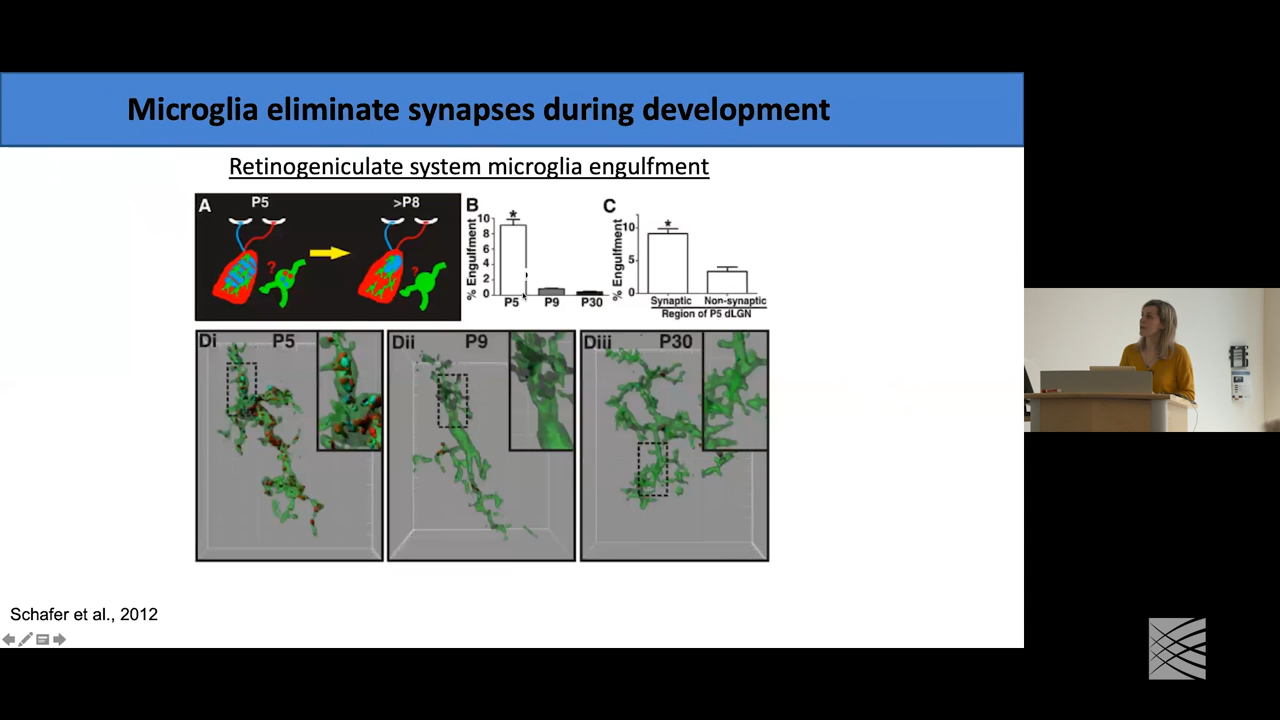 Microglia eliminate synapses during development
Retinogeniculate system microglia engulfment
A
P5
>P8
?
?
B
% Engulfment
10
8
6
4
2
0
*
P5
P9
P30
C
% Engulfment
10
5
0
*
Synaptic Non-synaptic
Region of P5 dLGN
Di P5
Dii P9
Diii P30
Schafer et al., 2012